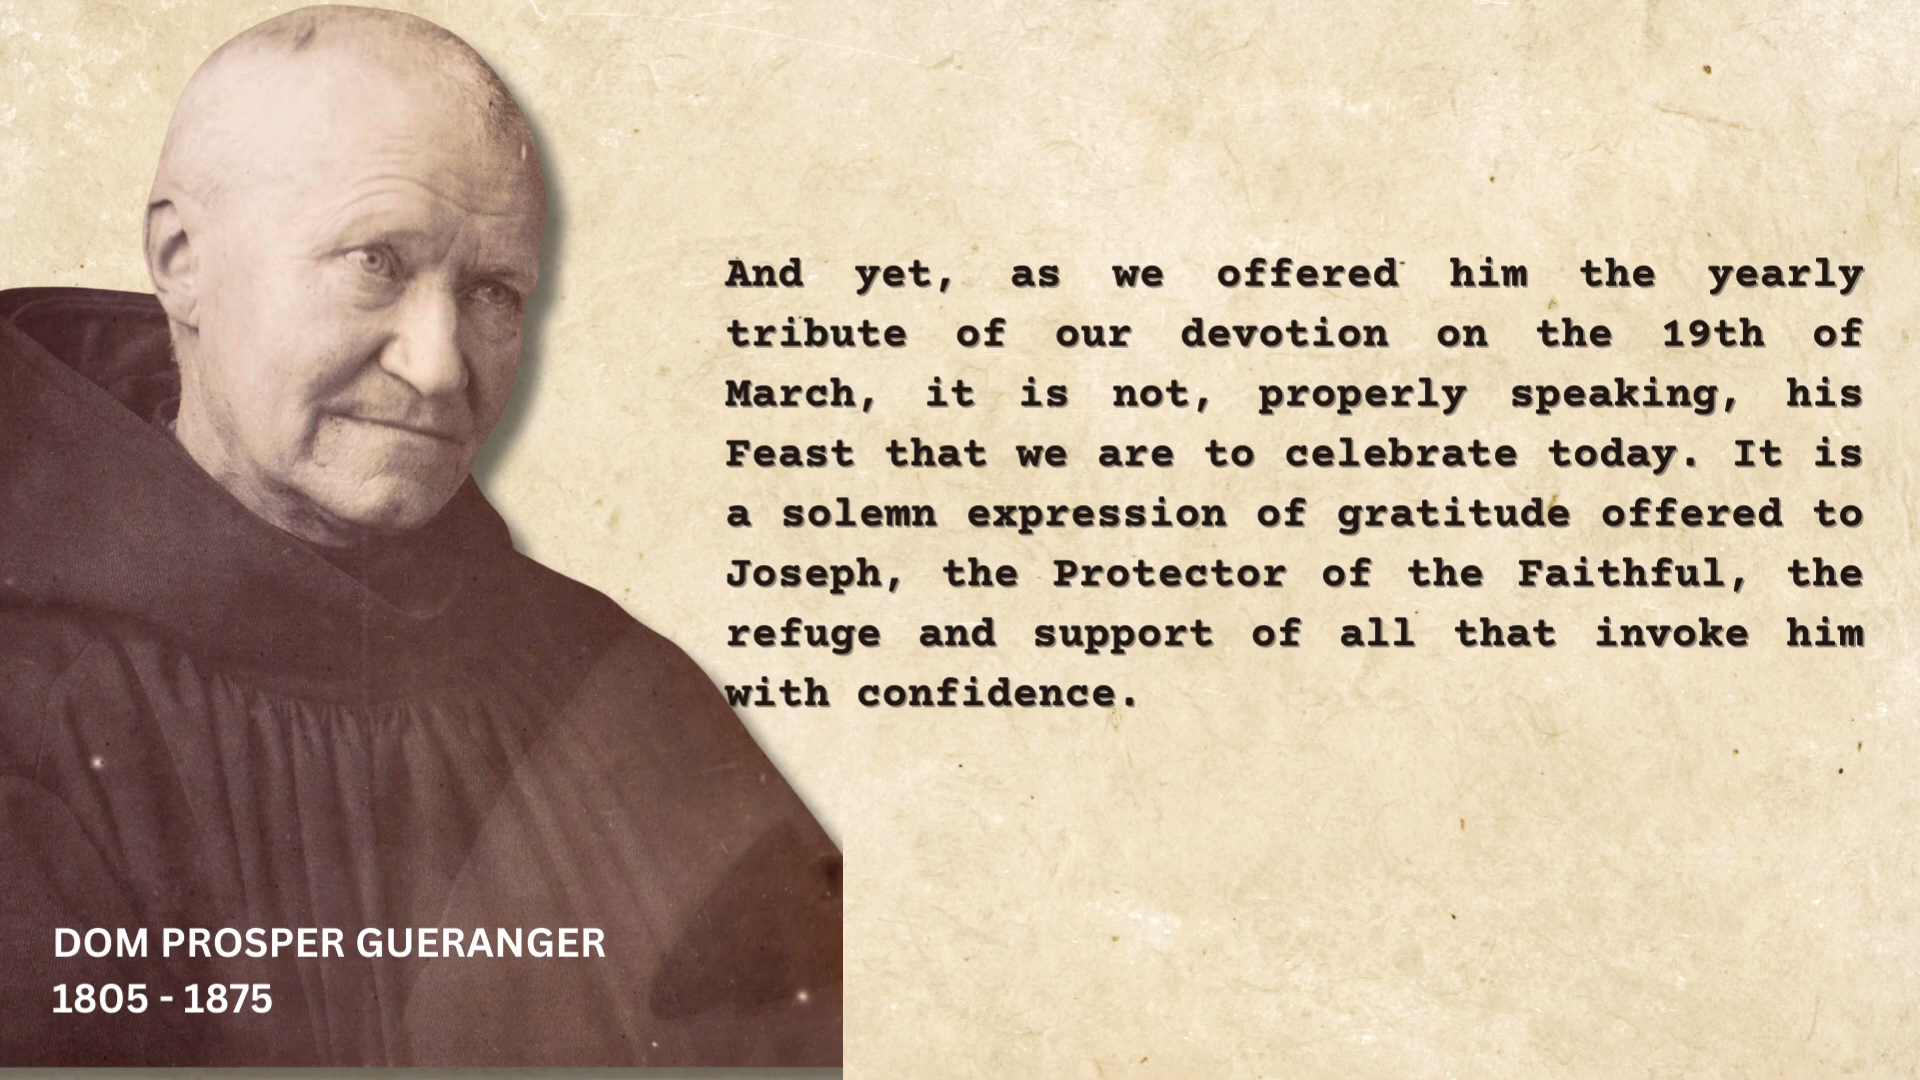 And yet, as we offered him the yearly
tribute of our devotion on the 19th of
March, it is not, properly speaking, his
Feast that we are to celebrate today. It is
a solemn expression of gratitude offered to
Joseph, the Protector of the Faithful, the
refuge and support of all that invoke him
with confidence.
DOM PROSPER GUERANGER
1805 - 1875